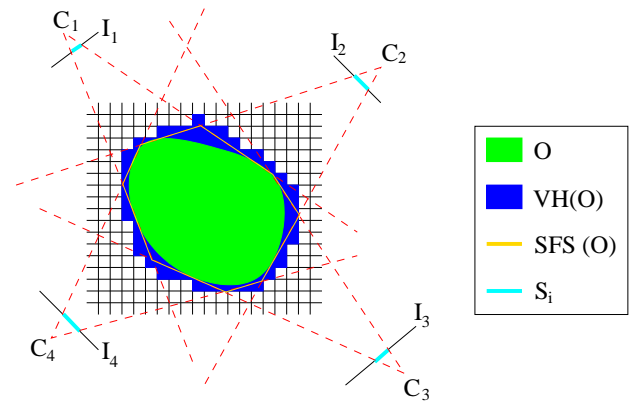 C₁
I₁
I₂
C₂
O
VH(O)
SFS (O)
Sᵢ
I₃
C₄
I₄
C₃